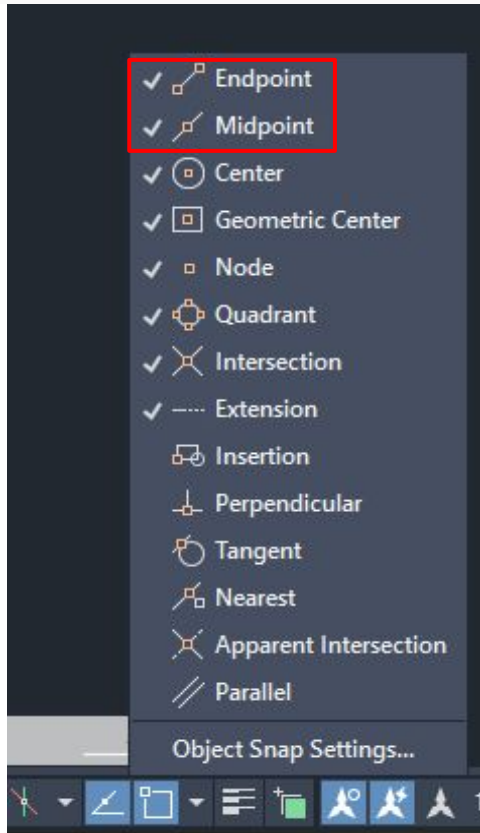 Endpoint
Midpoint
Center
Geometric Center
Node
Quadrant
Intersection
Extension
Insertion
Perpendicular
Tangent
Nearest
Apparent Intersection
Parallel
Object Snap Settings...